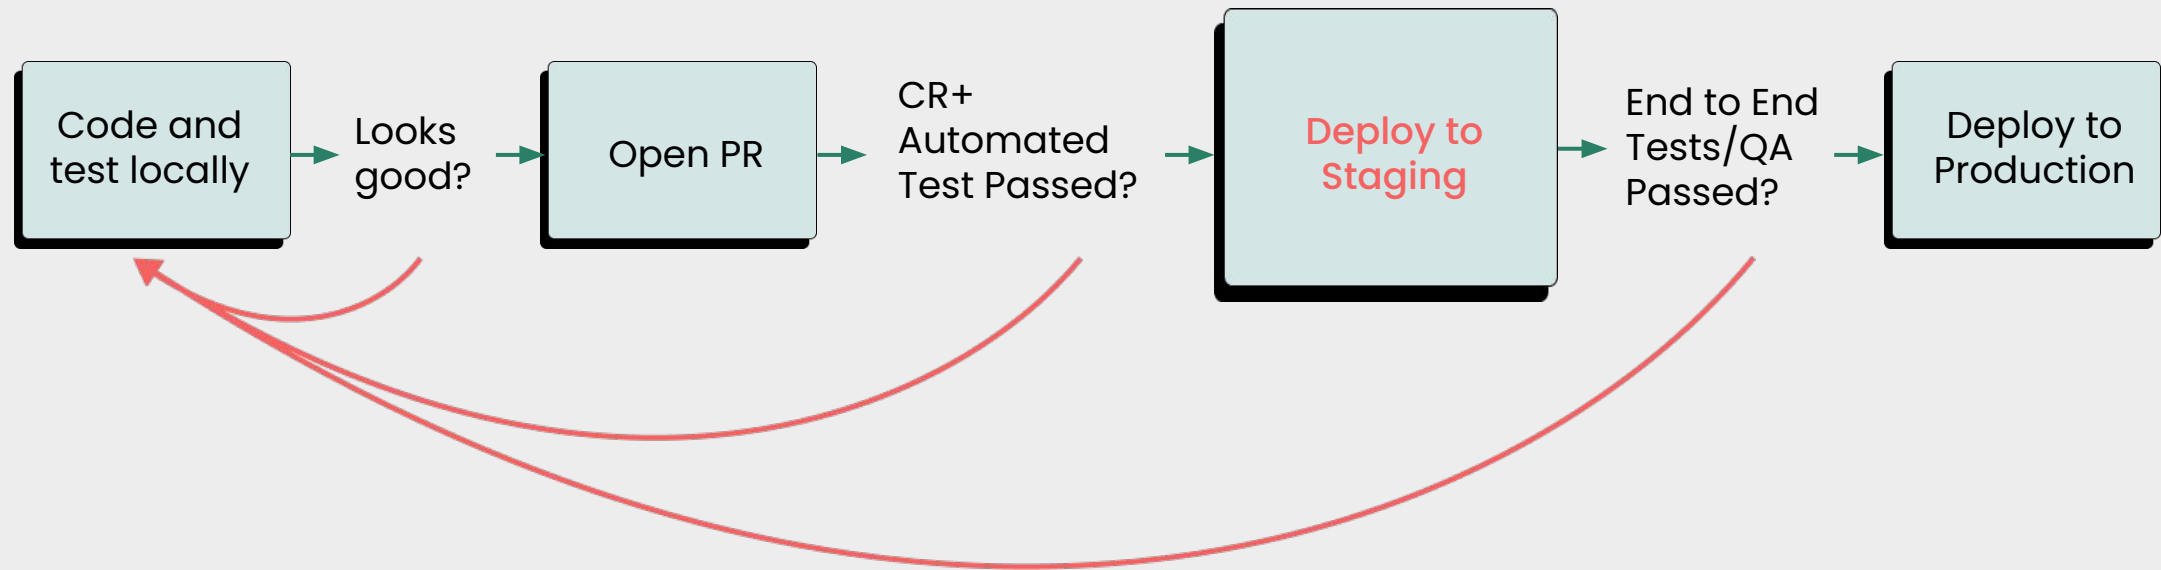 Code and
test locally
Looks
good?
Open PR
CR+
Automated
Test Passed?
Deploy to
Staging
End to End
Tests/QA
Passed?
Deploy to
Production